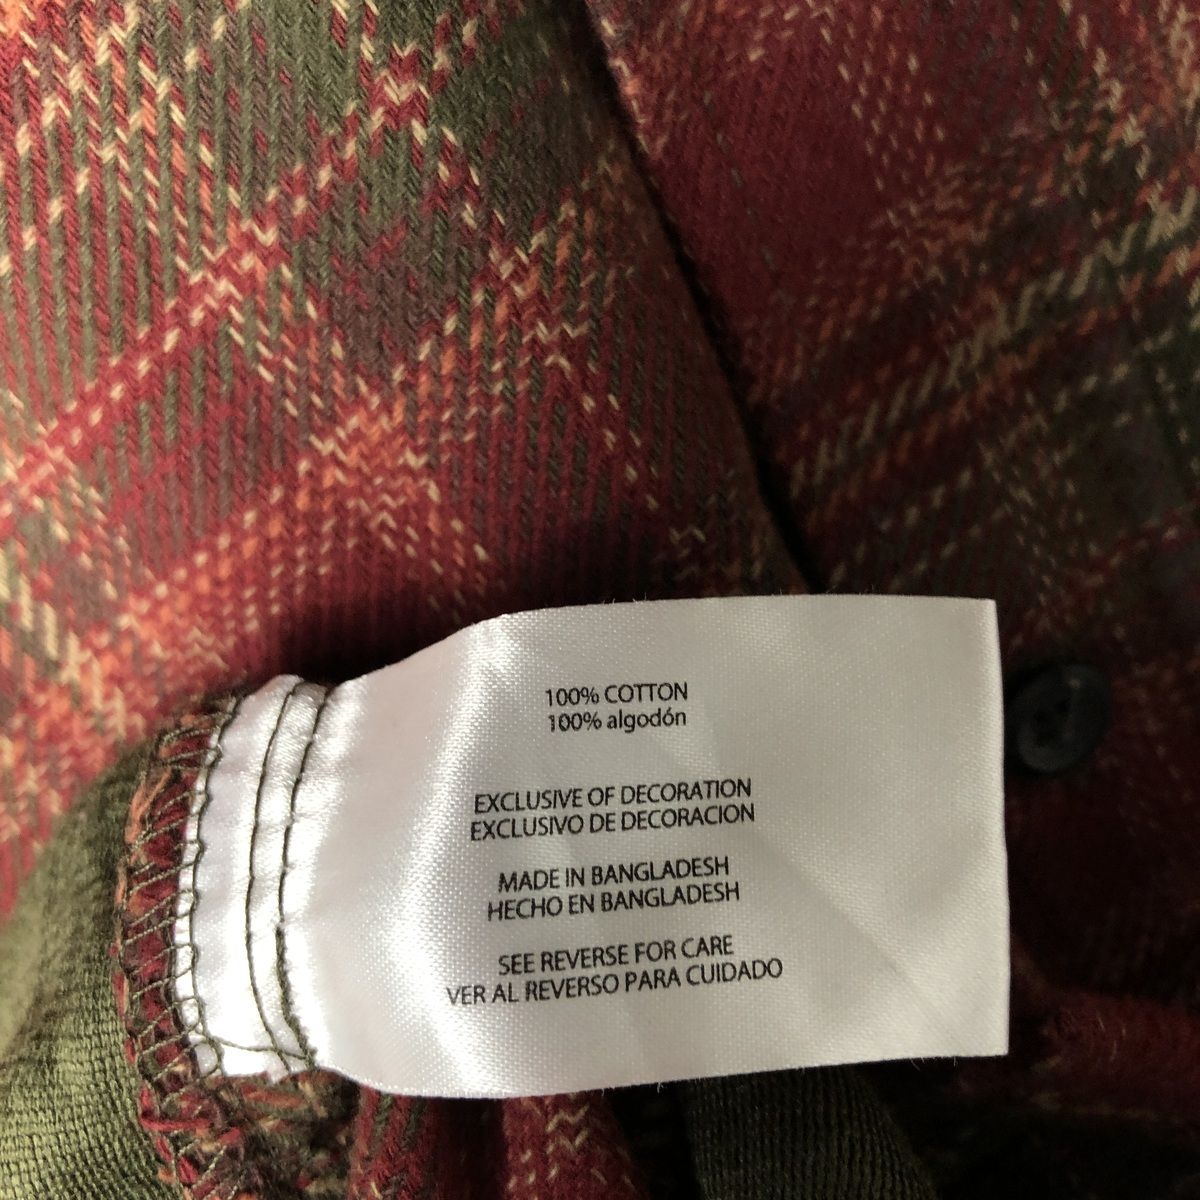 100% COTTON
100% algodón
EXCLUSIVE OF DECORATION
EXCLUSIVO DE DECORACION
MADE IN BANGLADESH
HECHO EN BANGLADESH
SEE REVERSE FOR CARE
VER AL REVERSO PARA CUIDADO